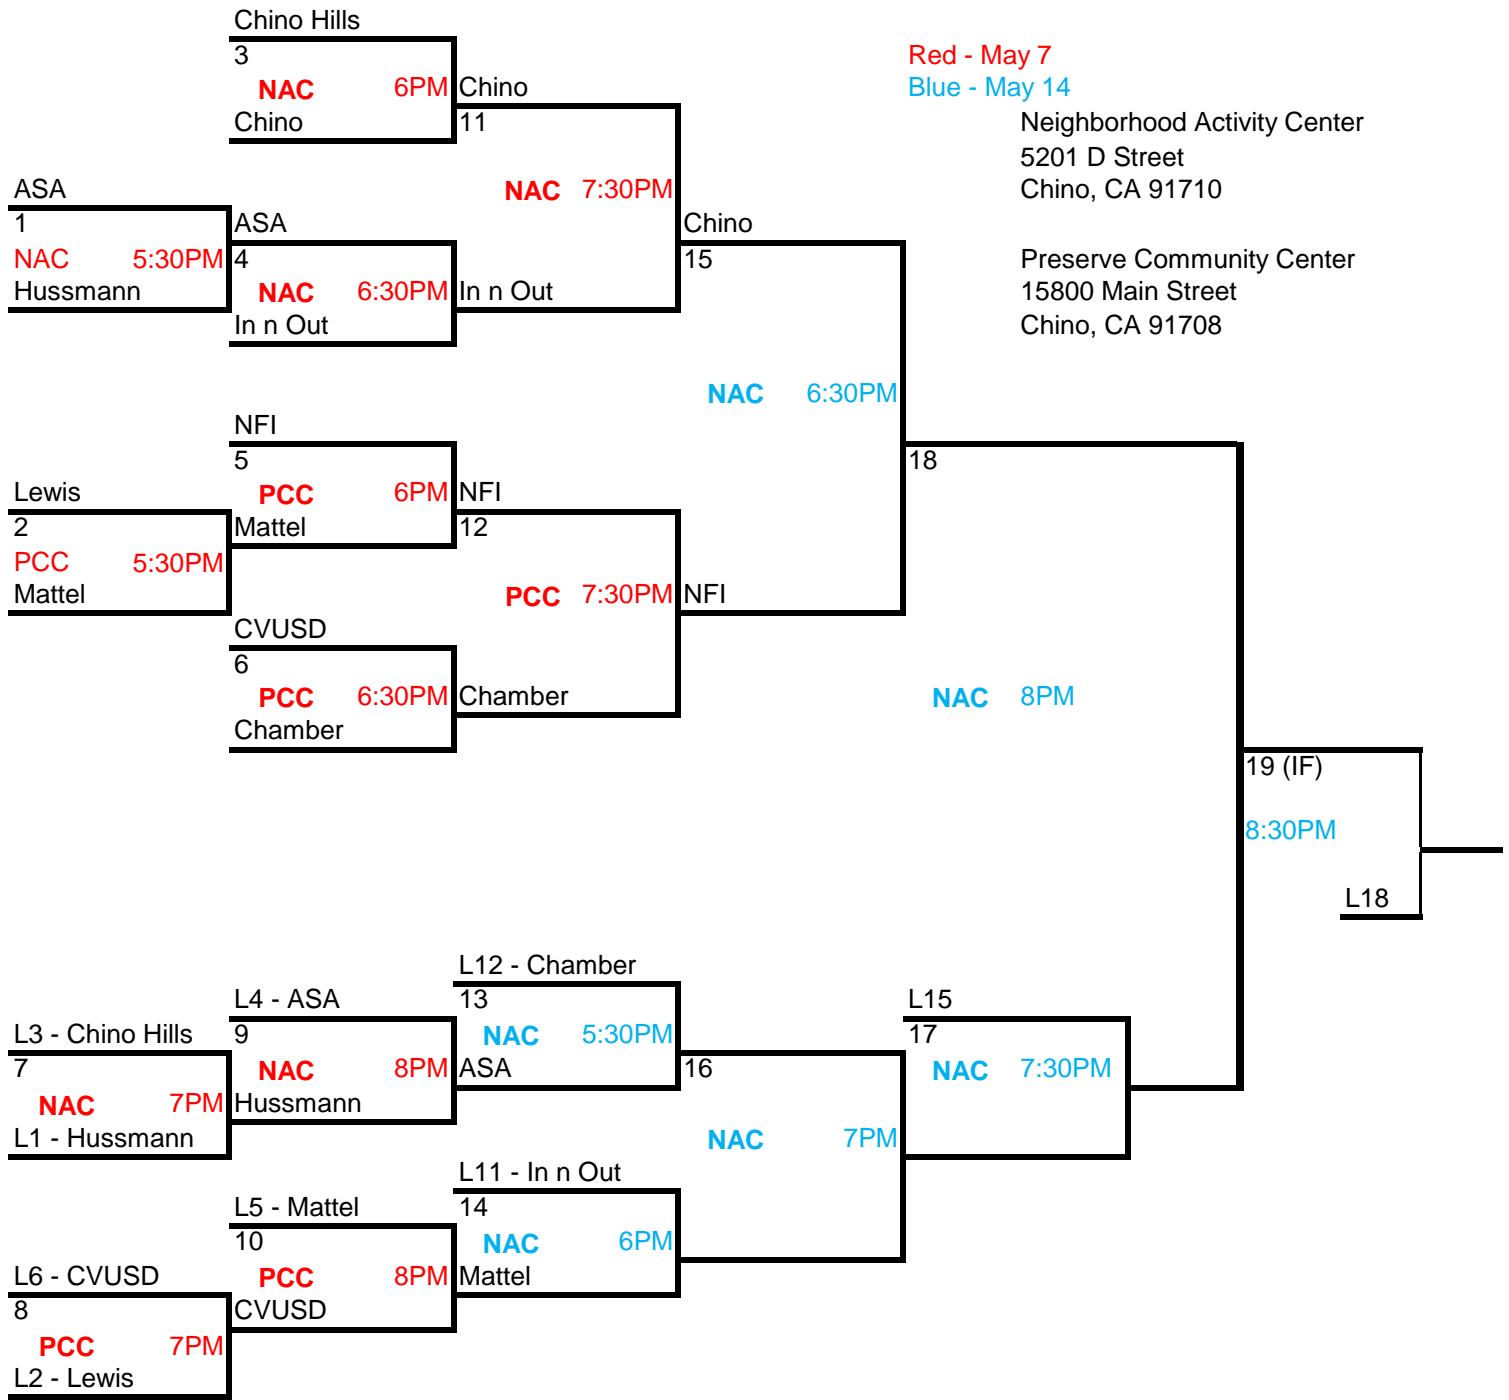 Chino Hills
3
NAC 6PM
Chino
Chino
11
Red - May 7
Blue - May 14
Neighborhood Activity Center
5201 D Street
Chino, CA 91710
ASA
1
NAC 5:30PM
Hussmann
ASA
4
NAC 6:30PM
In n Out
NAC 7:30PM
In n Out
Chino
15
Preserve Community Center
15800 Main Street
Chino, CA 91708
NAC 6:30PM
NFI
5
PCC 6PM
Mattel
Lewis
2
PCC 5:30PM
Mattel
NFI
12
PCC 7:30PM
NFI
18
CVUSD
6
PCC 6:30PM
Chamber
Chamber
NAC 8PM
19 (IF)
8:30PM
L18
L12 - Chamber
13
NAC 5:30PM
ASA
L4 - ASA
9
NAC 8PM
Hussmann
L3 - Chino Hills
7
NAC 7PM
L1 - Hussmann
16
NAC 7PM
L15
17
NAC 7:30PM
L11 - In n Out
14
NAC 6PM
Mattel
L5 - Mattel
10
PCC 8PM
CVUSD
L6 - CVUSD
8
PCC 7PM
L2 - Lewis